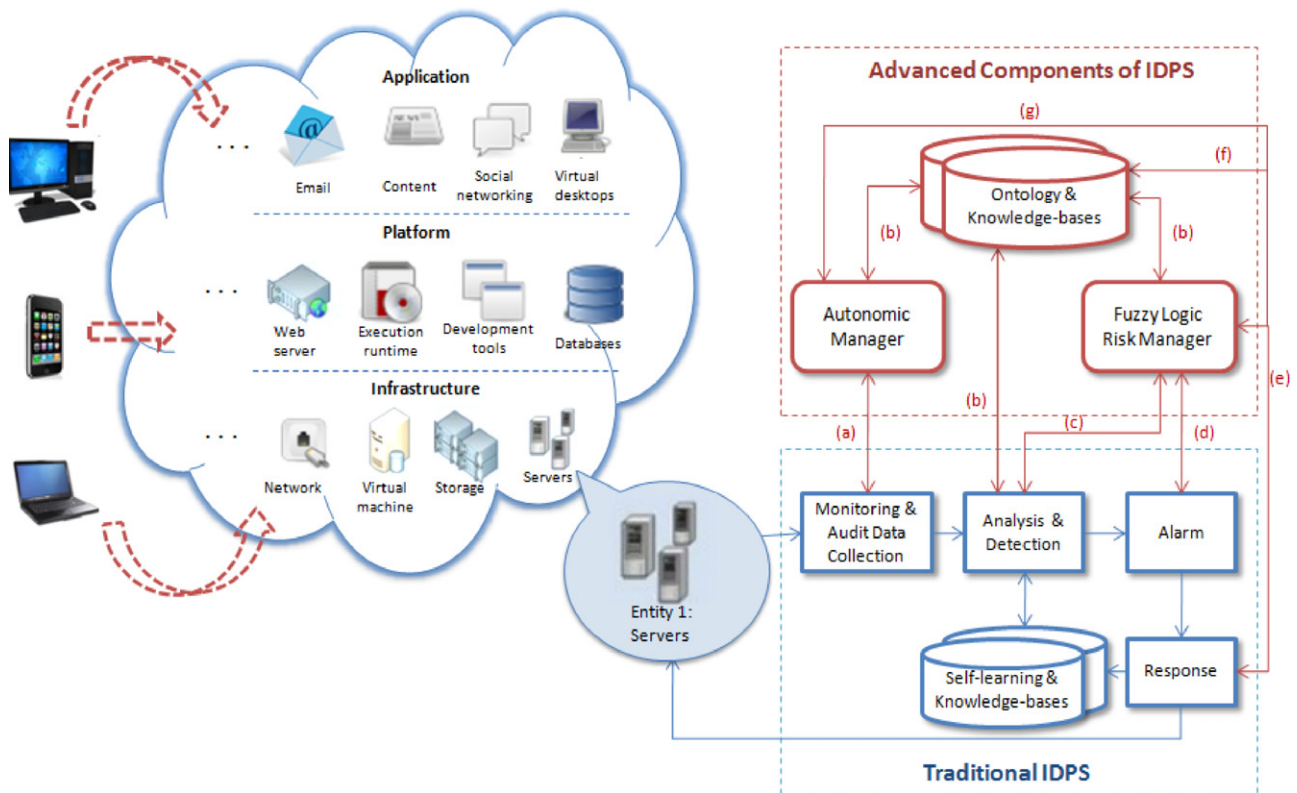 Application
. . .
Email
Content
Social
networking
Virtual
desktops
Platform
. . .
Web
server
Execution
runtime
Development
tools
Databases
Infrastructure
. . .
Network
Virtual
machine
Storage
Servers
Entity 1:
Servers
Advanced Components of IDPS
(g)
(f)
Ontology &
Knowledge-bases
(b)
(b)
Autonomic
Manager
Fuzzy Logic
Risk Manager
(e)
(b)
(a)
(c)
(d)
Monitoring &
Audit Data
Collection
Analysis &
Detection
Alarm
Self-learning &
Knowledge-bases
Response
Traditional IDPS